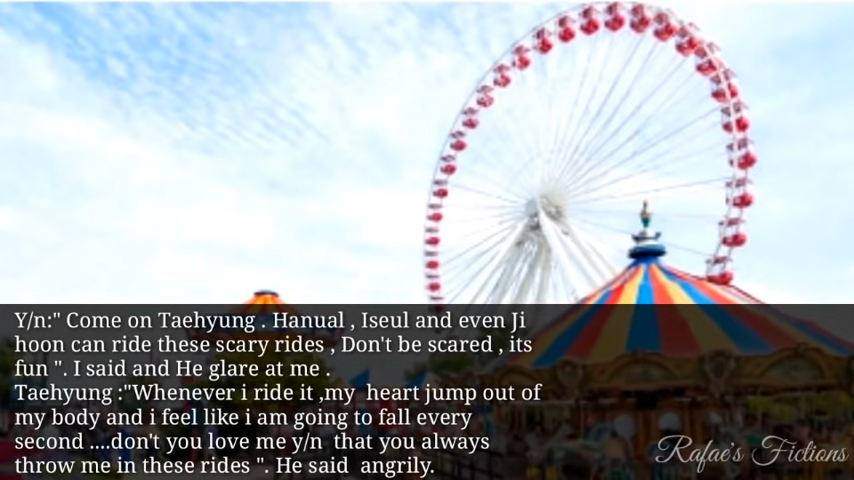 Y/n:" Come on Taehyung . Hanual , Iseul and even Ji
hoon can ride these scary rides , Don't be scared , its
fun ". I said and He glare at me .
Taehyung :"Whenever i ride it ,my  heart jump out of
my body and i feel like i am going to fall every
second ....don't you love me y/n  that you always
throw me in these rides ". He said  angrily.
Rafae's Fictions